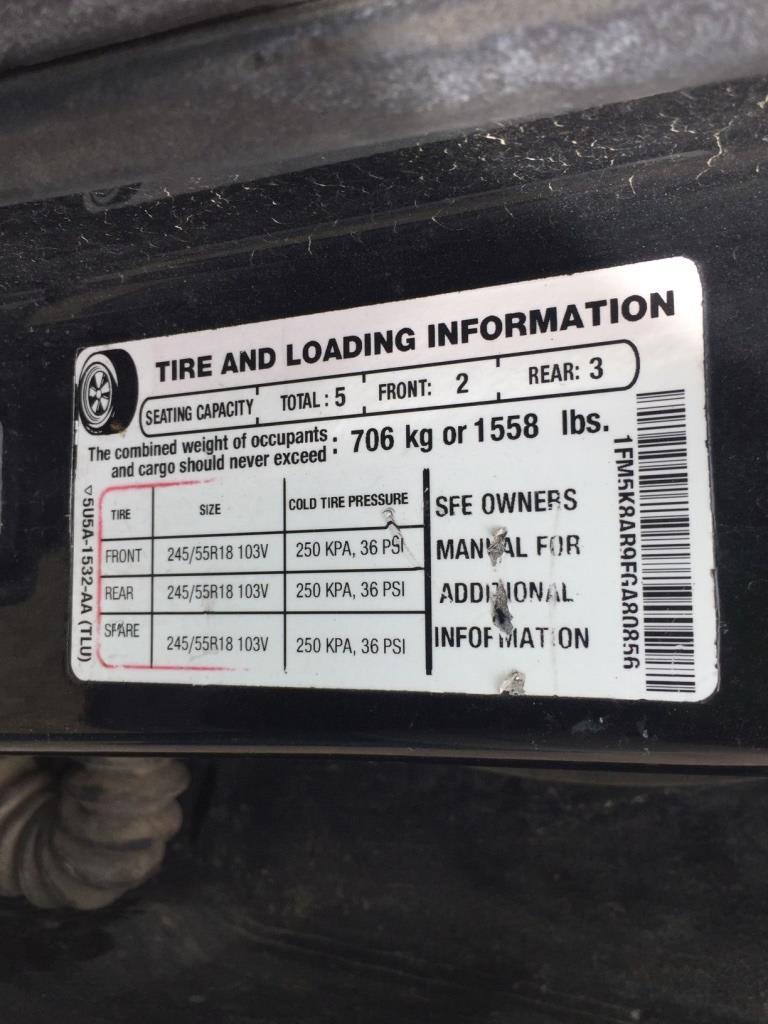 TIRE AND LOADING INFORMATION
SEATING CAPACITY TOTAL : 5 FRONT: 2 REAR: 3
The combined weight of occupants and cargo should never exceed : 706 kg or 1558 lbs.
TIRE SIZE COLD TIRE PRESSURE
FRONT 245/55R18 103V 250 KPA, 36 PSI
REAR 245/55R18 103V 250 KPA, 36 PSI
SPARE 245/55R18 103V 250 KPA, 36 PSI
SEE OWNERS
MANUAL FOR
ADDITIONAL
INFORMATION
5U5A-1532-AA (TLU)
1FM5K8AR9FGA80856